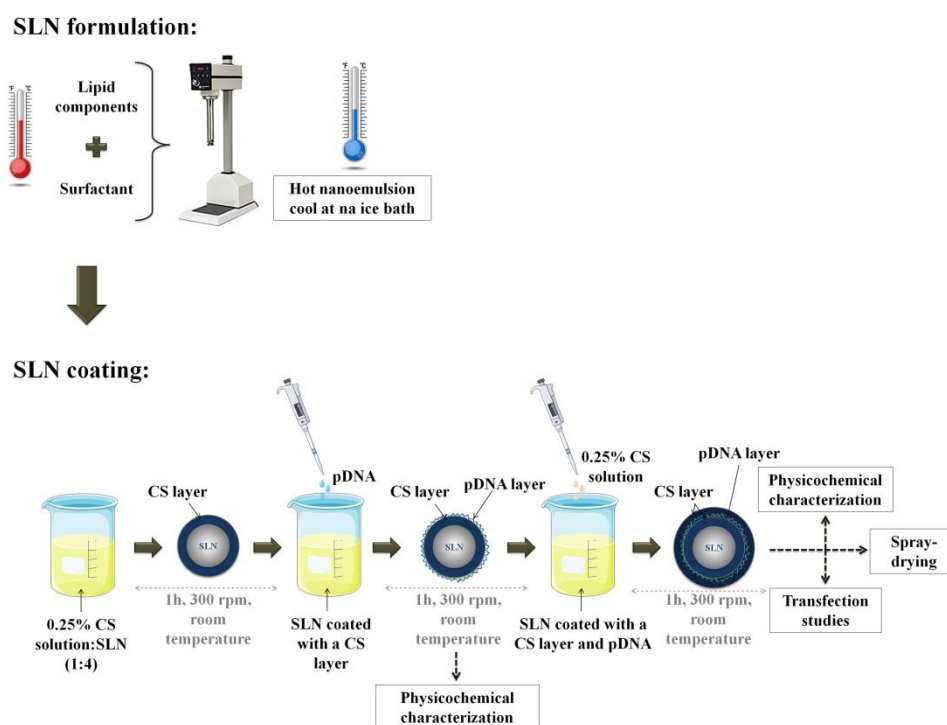 SLN formulation:
°F °C
Lipid
components
Surfactant
°F °C
Hot nanoemulsion
cool at na ice bath
SLN coating:
pDNA
CS layer
SLN
CS layer
pDNA layer
SLN
0.25% CS
solution
pDNA layer
CS layer
SLN
Physicochemical
characterization
Spray-
drying
Transfection
studies
0.25% CS
solution:SLN
(1:4)
1h, 300 rpm,
room
temperature
SLN coated
with a CS
layer
1h, 300 rpm,
room
temperature
SLN coated with a
CS layer and pDNA
1h, 300 rpm,
room
temperature
Physicochemical
characterization